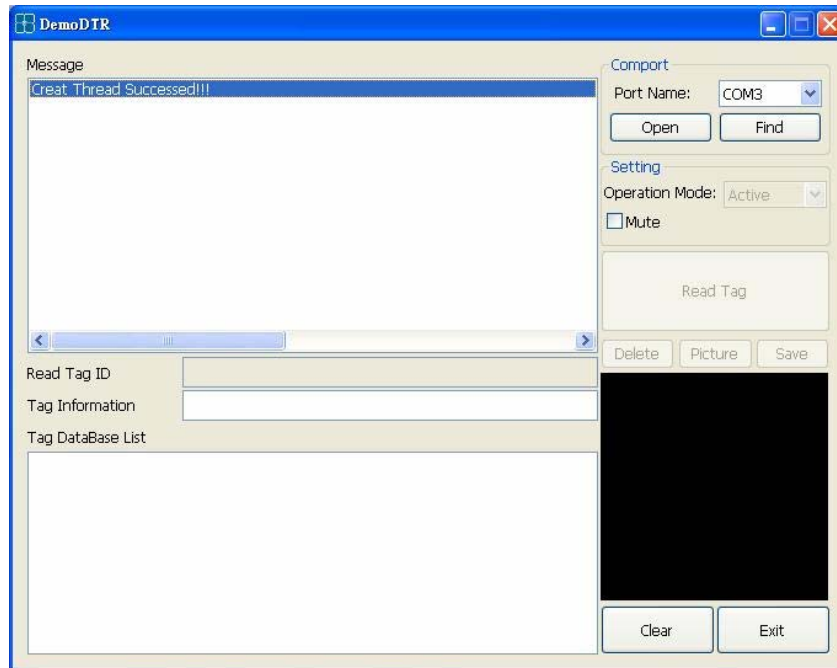 DemoDTR
Message
Creat Thread Successed!!!
Comport
Port Name: COM3
Open Find
Setting
Operation Mode: Active
Mute
Read Tag
Delete Picture Save
Read Tag ID
Tag Information
Tag DataBase List
Clear Exit